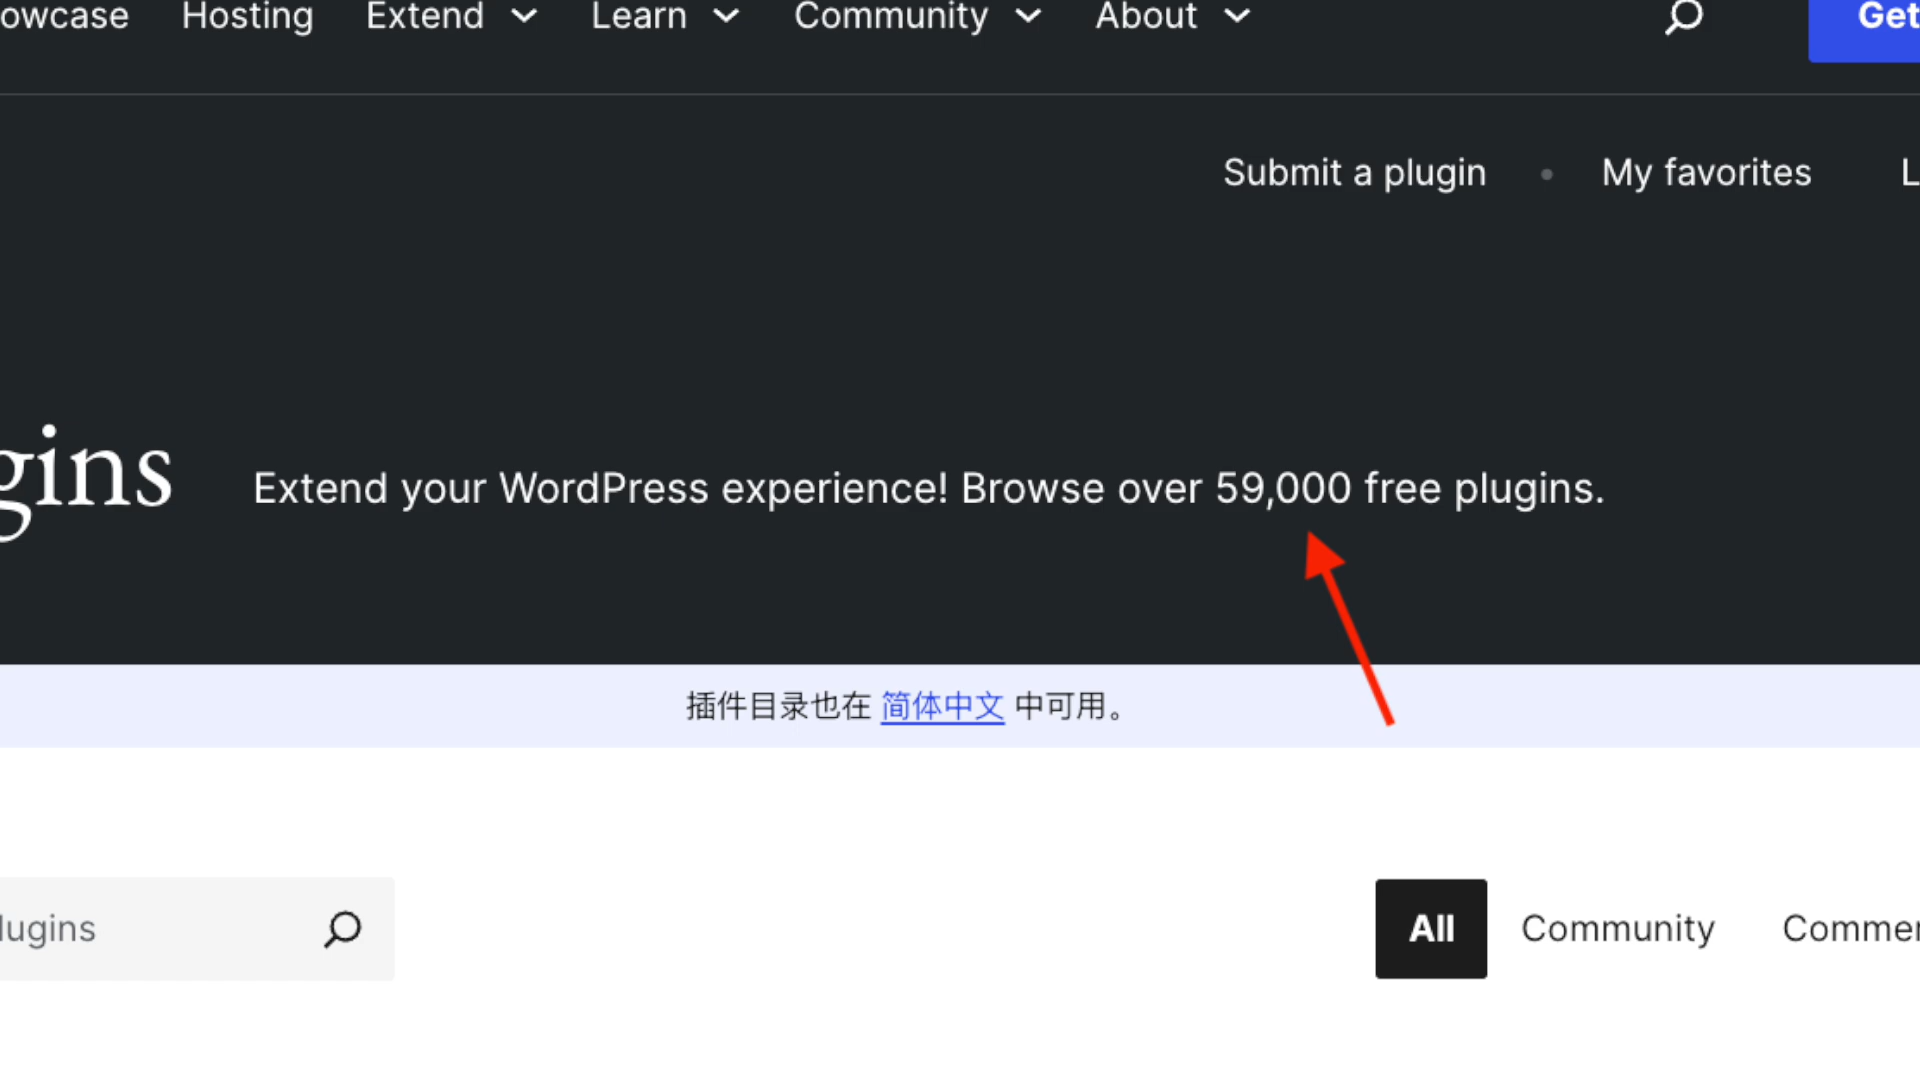 owcase Hosting Extend Learn Community About Get
Submit a plugin • My favorites L
gins Extend your WordPress experience! Browse over 59,000 free plugins.
插件目录也在 简体中文 中可用。
lugins All Community Commer